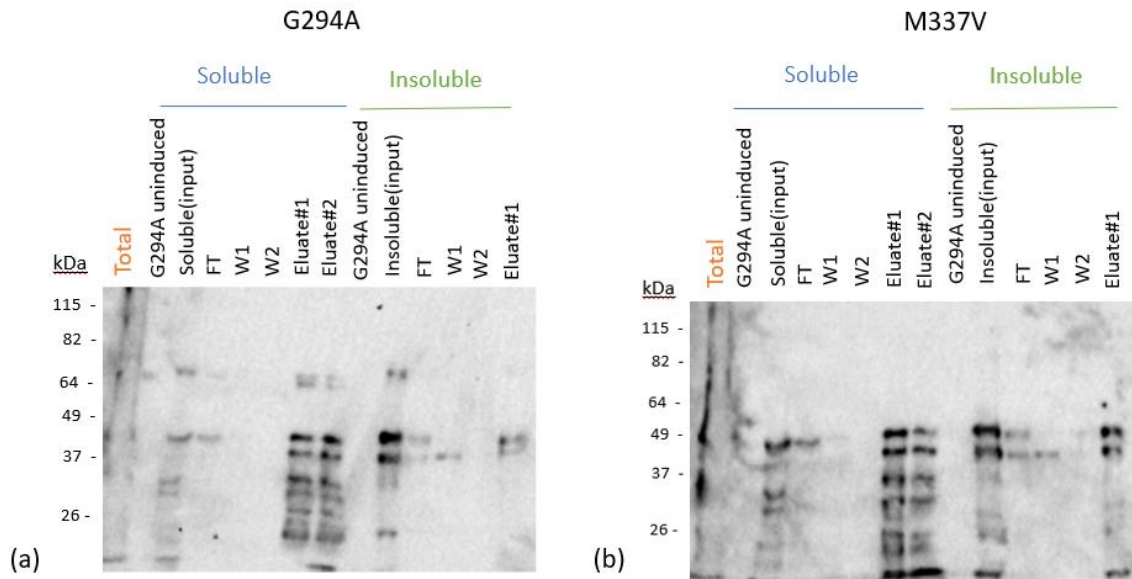 G294A
Soluble
Insoluble
kDa
Total
G294A uninduced
Soluble(input)
FT
W1
W2
Eluate#1
Eluate#2
G294A uninduced
Insoluble(input)
FT
W1
W2
Eluate#1
115 -
82 -
64 -
49 -
37 -
26 -
(a)
M337V
Soluble
Insoluble
kDa
Total
G294A uninduced
Soluble(input)
FT
W1
W2
Eluate#1
Eluate#2
G294A uninduced
Insoluble(input)
FT
W1
W2
Eluate#1
115 -
82 -
64 -
49 -
37 -
26 -
(b)